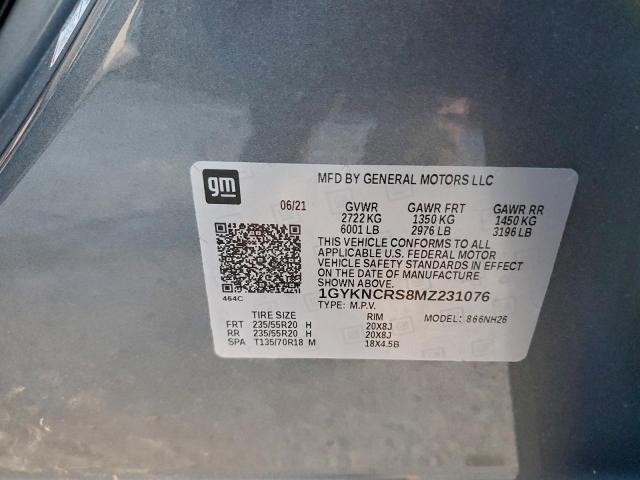 gm
MFD BY GENERAL MOTORS LLC
06/21 GVWR GAWR FRT GAWR RR
2722 KG 1350 KG 1450 KG
6001 LB 2976 LB 3196 LB
THIS VEHICLE CONFORMS TO ALL
APPLICABLE U.S. FEDERAL MOTOR
VEHICLE SAFETY STANDARDS IN EFFECT
ON THE DATE OF MANUFACTURE
SHOWN ABOVE.
1GYKNCRS8MZ231076
464C
TYPE: M.P.V.
TIRE SIZE RIM MODEL: 866NH26
FRT 235/55R20 H 20X8J
RR 235/55R20 H 20X8J
SPA T135/70R18 M 18X4.5B